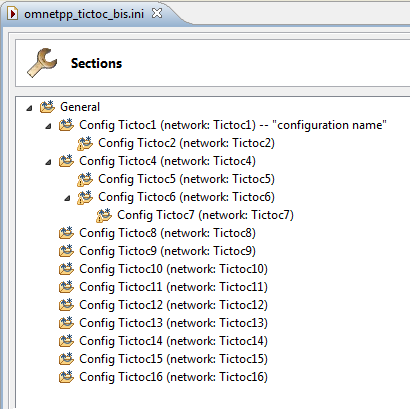 omnetpp_tictoc_bis.ini
Sections
General
Config Tictoc1 (network: Tictoc1) -- "configuration name"
Config Tictoc2 (network: Tictoc2)
Config Tictoc4 (network: Tictoc4)
Config Tictoc5 (network: Tictoc5)
Config Tictoc6 (network: Tictoc6)
Config Tictoc7 (network: Tictoc7)
Config Tictoc8 (network: Tictoc8)
Config Tictoc9 (network: Tictoc9)
Config Tictoc10 (network: Tictoc10)
Config Tictoc11 (network: Tictoc11)
Config Tictoc12 (network: Tictoc12)
Config Tictoc13 (network: Tictoc13)
Config Tictoc14 (network: Tictoc14)
Config Tictoc15 (network: Tictoc15)
Config Tictoc16 (network: Tictoc16)